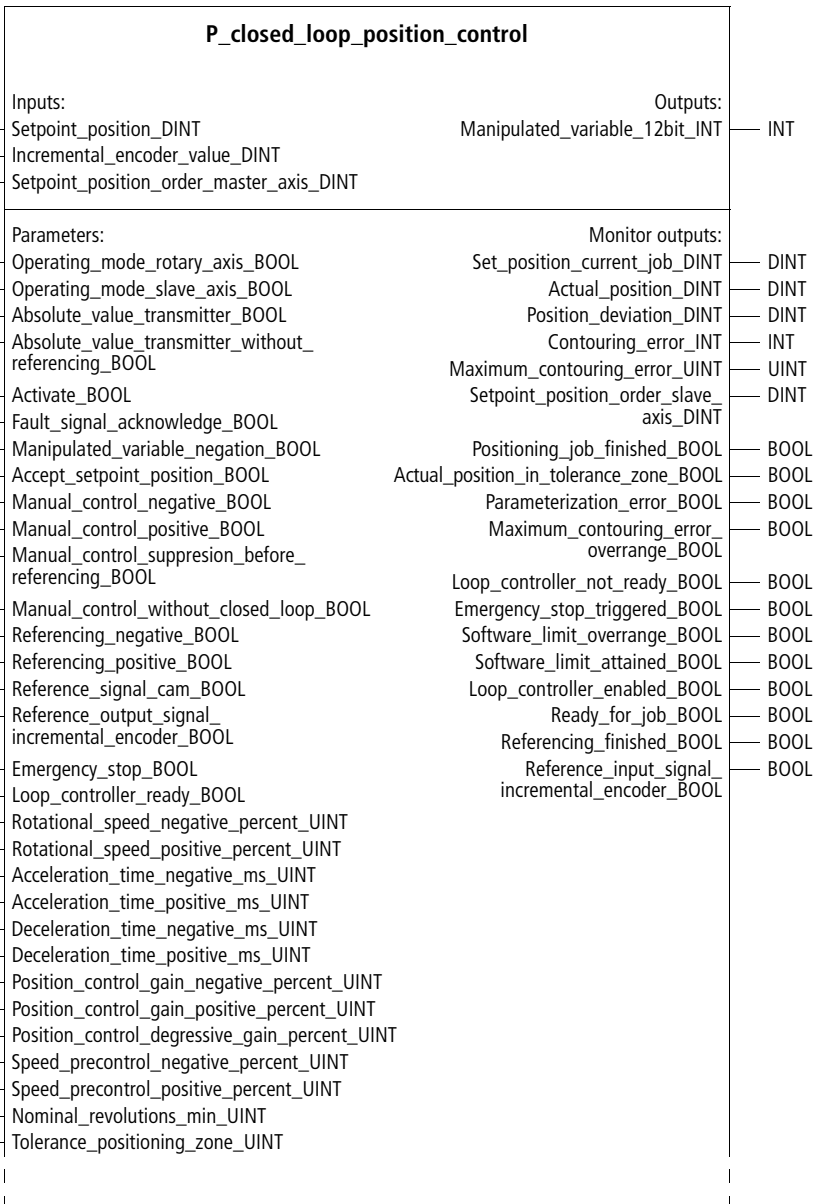 P_closed_loop_position_control
Inputs:
Outputs:
Setpoint_position_DINT
Manipulated_variable_12bit_INT
INT
Incremental_encoder_value_DINT
Setpoint_position_order_master_axis_DINT
Parameters:
Monitor outputs:
Operating_mode_rotary_axis_BOOL
Set_position_current_job_DINT
DINT
Operating_mode_slave_axis_BOOL
Actual_position_DINT
DINT
Absolute_value_transmitter_BOOL
Position_deviation_DINT
DINT
Absolute_value_transmitter_without_
referencing_BOOL
Contouring_error_INT
INT
Maximum_contouring_error_UINT
UINT
Activate_BOOL
Setpoint_position_order_slave_
axis_DINT
DINT
Fault_signal_acknowledge_BOOL
Manipulated_variable_negation_BOOL
Positioning_job_finished_BOOL
BOOL
Accept_setpoint_position_BOOL
Actual_position_in_tolerance_zone_BOOL
BOOL
Manual_control_negative_BOOL
Parameterization_error_BOOL
BOOL
Manual_control_positive_BOOL
Maximum_contouring_error_
overrange_BOOL
BOOL
Manual_control_suppresion_before_
referencing_BOOL
Loop_controller_not_ready_BOOL
BOOL
Manual_control_without_closed_loop_BOOL
Emergency_stop_triggered_BOOL
BOOL
Referencing_negative_BOOL
Software_limit_overrange_BOOL
BOOL
Referencing_positive_BOOL
Software_limit_attained_BOOL
BOOL
Reference_signal_cam_BOOL
Loop_controller_enabled_BOOL
BOOL
Reference_output_signal_
incremental_encoder_BOOL
Ready_for_job_BOOL
BOOL
Referencing_finished_BOOL
BOOL
Emergency_stop_BOOL
Reference_input_signal_
incremental_encoder_BOOL
BOOL
Loop_controller_ready_BOOL
Rotational_speed_negative_percent_UINT
Rotational_speed_positive_percent_UINT
Acceleration_time_negative_ms_UINT
Acceleration_time_positive_ms_UINT
Deceleration_time_negative_ms_UINT
Deceleration_time_positive_ms_UINT
Position_control_gain_negative_percent_UINT
Position_control_gain_positive_percent_UINT
Position_control_degressive_gain_percent_UINT
Speed_precontrol_negative_percent_UINT
Speed_precontrol_positive_percent_UINT
Nominal_revolutions_min_UINT
Tolerance_positioning_zone_UINT